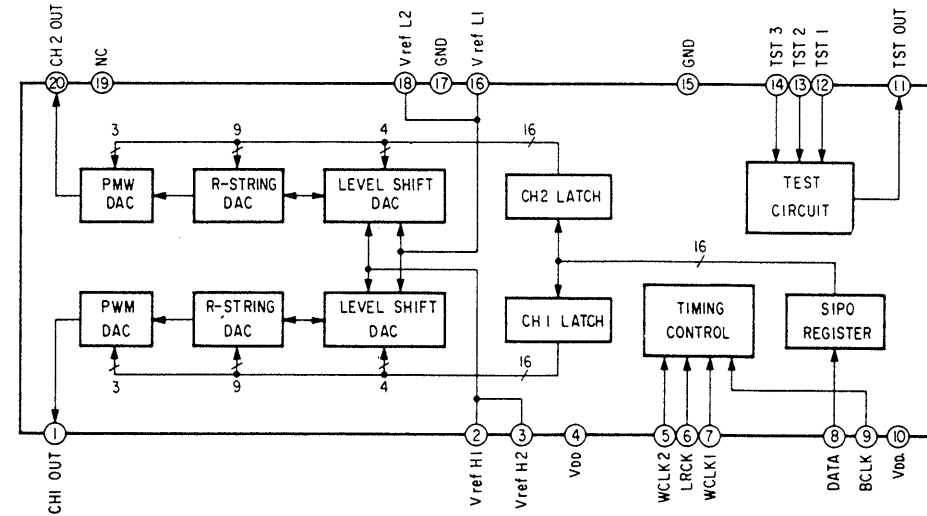 CH 2 OUT
NC
Vref L2
GND
Vref L1
GND
TST 3
TST 2
TST 1
TST OUT
20
19
18
17
16
15
14
13
12
11
3
9
4
16
PMW
DAC
R-STRING
DAC
LEVEL SHIFT
DAC
CH2 LATCH
TEST
CIRCUIT
16
PWM
DAC
R-STRING
DAC
LEVEL SHIFT
DAC
CH1 LATCH
TIMING
CONTROL
SIPO
REGISTER
3
9
4
16
1
2
3
4
5
6
7
8
9
10
CH1 OUT
Vref H1
Vref H2
VDD
WCLK2
LRCK
WCLK1
DATA
BCLK
VDD.